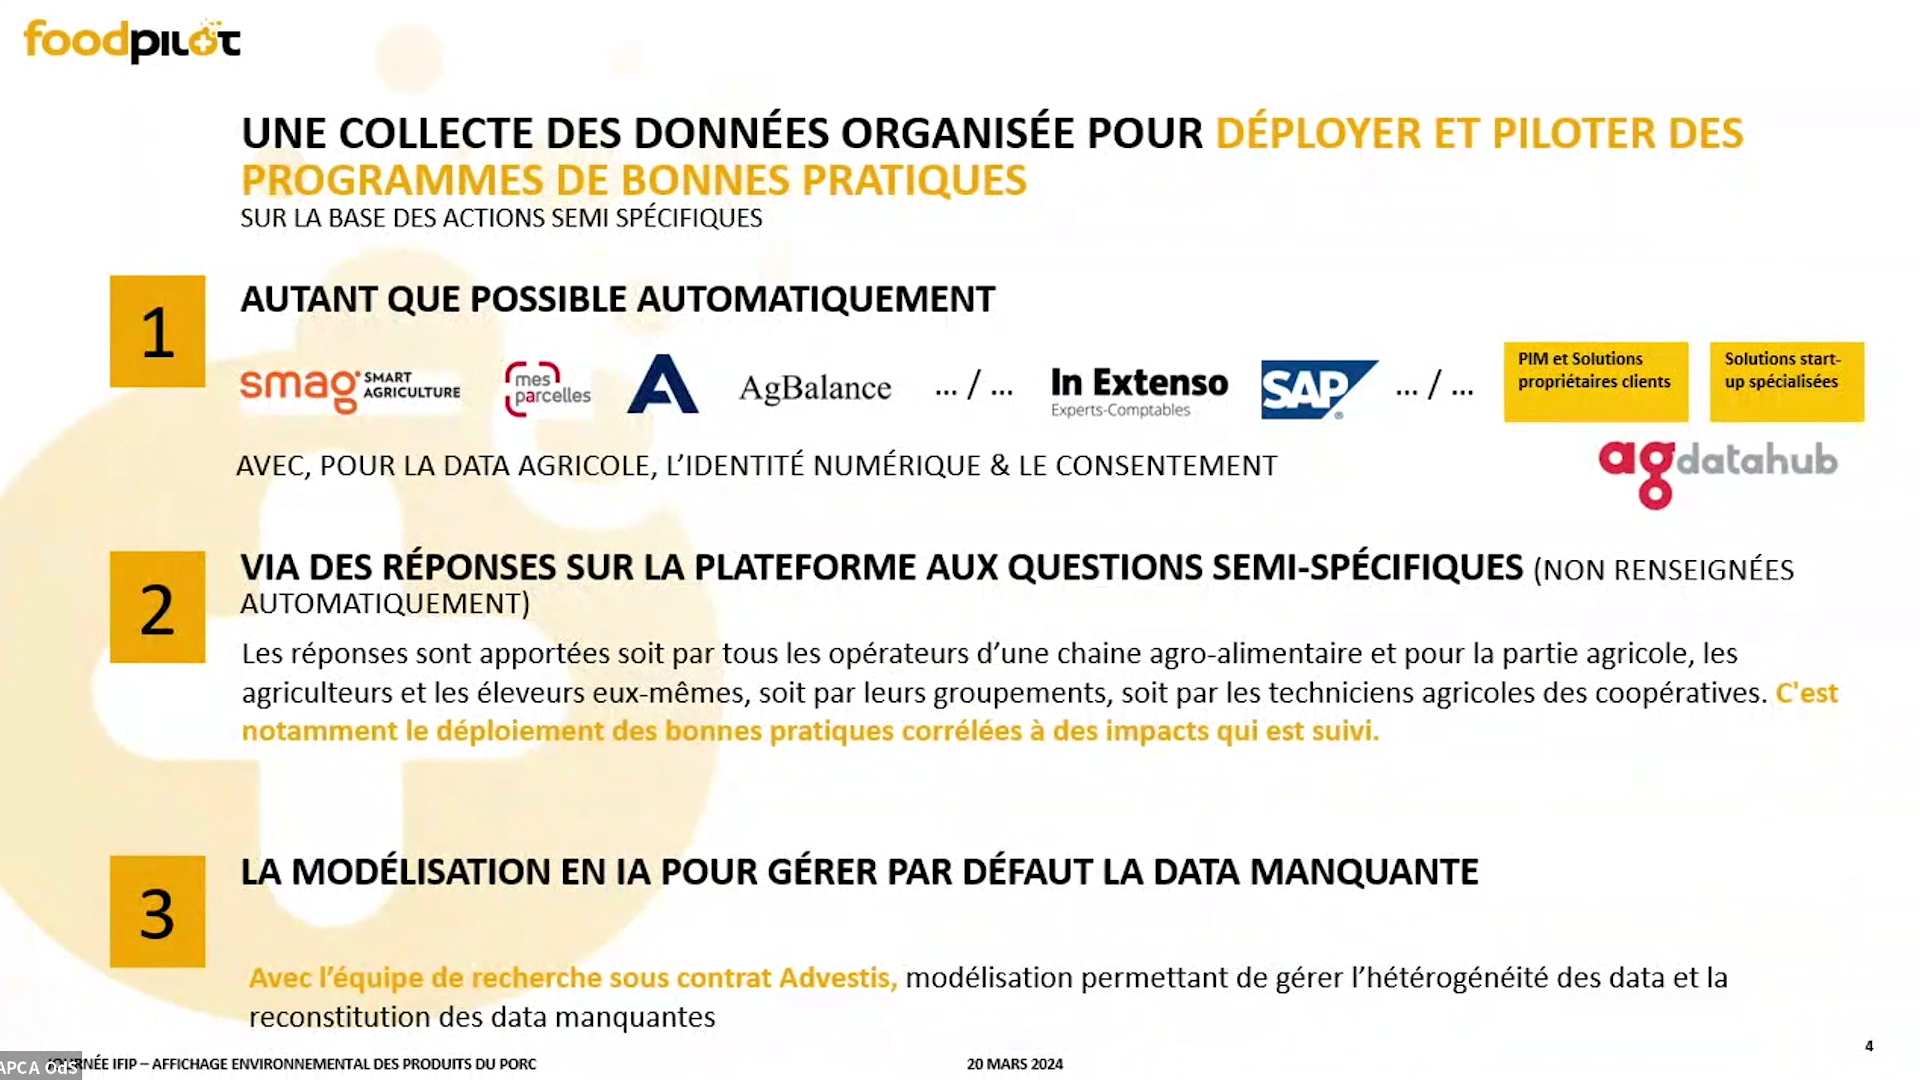 foodpilot
UNE COLLECTE DES DONNÉES ORGANISÉE POUR DÉPLOYER ET PILOTER DES
PROGRAMMES DE BONNES PRATIQUES
SUR LA BASE DES ACTIONS SEMI SPÉCIFIQUES
1
AUTANT QUE POSSIBLE AUTOMATIQUEMENT
smag SMART AGRICULTURE
mes parcelles
A
AgBalance
... / ...
In Extenso
Experts-Comptables
SAP
®
... / ...
PIM et Solutions
propriétaires clients
Solutions start-
up spécialisées
AVEC, POUR LA DATA AGRICOLE, L’IDENTITÉ NUMÉRIQUE & LE CONSENTEMENT
agdatahub
2
VIA DES RÉPONSES SUR LA PLATEFORME AUX QUESTIONS SEMI-SPÉCIFIQUES (NON RENSEIGNÉES
AUTOMATIQUEMENT)
Les réponses sont apportées soit par tous les opérateurs d’une chaine agro-alimentaire et pour la partie agricole, les
agriculteurs et les éleveurs eux-mêmes, soit par leurs groupements, soit par les techniciens agricoles des coopératives. C'est
notamment le déploiement des bonnes pratiques corrélées à des impacts qui est suivi.
3
LA MODÉLISATION EN IA POUR GÉRER PAR DÉFAUT LA DATA MANQUANTE
Avec l’équipe de recherche sous contrat Advestis, modélisation permettant de gérer l’hétérogénéité des data et la
reconstitution des data manquantes
4
JOURNÉE IFIP – AFFICHAGE ENVIRONNEMENTAL DES PRODUITS DU PORC
20 MARS 2024
APCA OdS